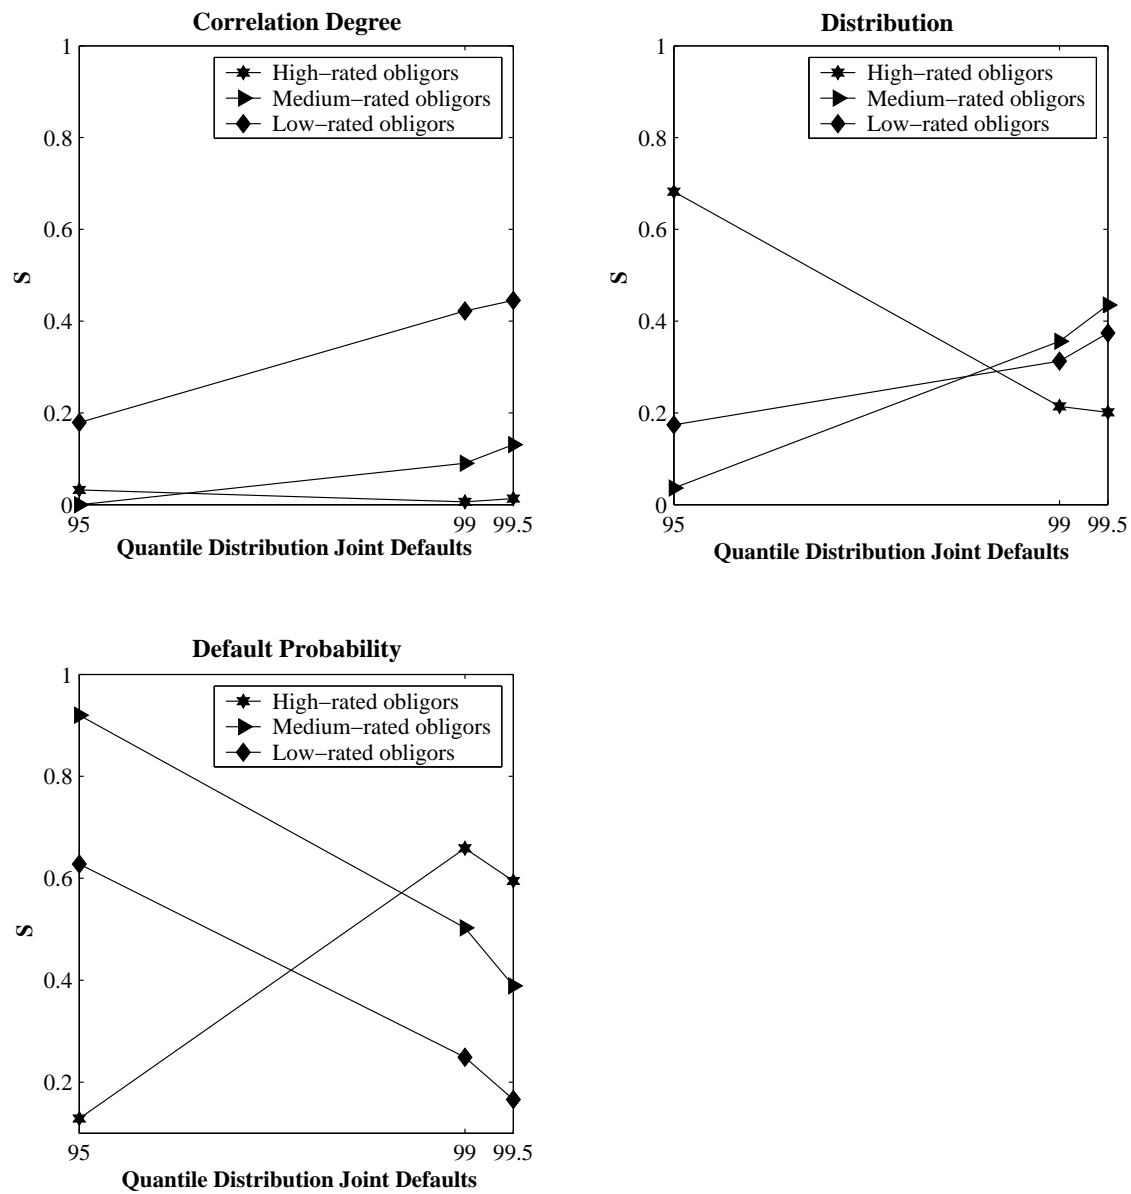 Correlation Degree
1
0.8
0.6
0.4
0.2
0
S
High−rated obligors
Medium−rated obligors
Low−rated obligors
95
99
99.5
Quantile Distribution Joint Defaults
Distribution
1
0.8
0.6
0.4
0.2
0
S
High−rated obligors
Medium−rated obligors
Low−rated obligors
95
99
99.5
Quantile Distribution Joint Defaults
Default Probability
1
0.8
0.6
0.4
0.2
S
High−rated obligors
Medium−rated obligors
Low−rated obligors
95
99
99.5
Quantile Distribution Joint Defaults